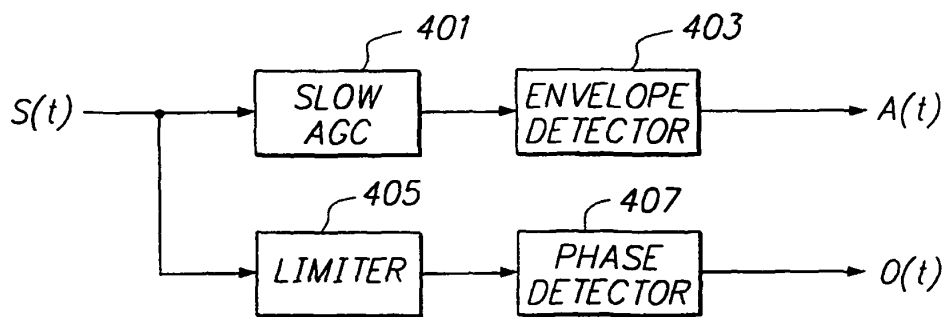 401
403
S(t)
SLOW
AGC
ENVELOPE
DETECTOR
A(t)
405
407
LIMITER
PHASE
DETECTOR
O(t)